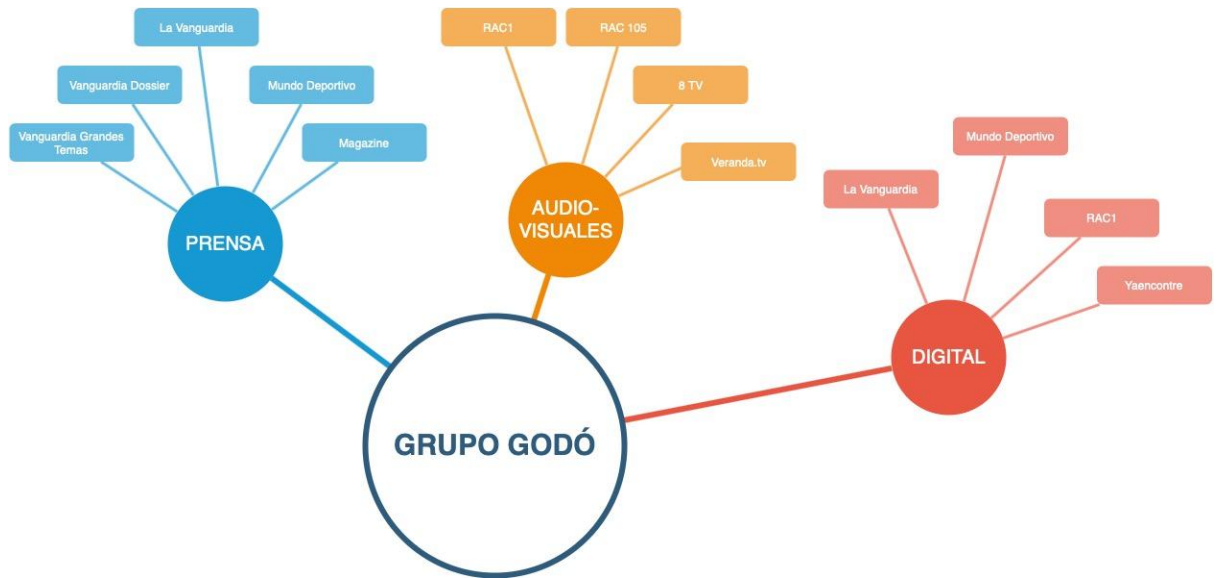 La Vanguardia
Vanguardia Dossier
Mundo Deportivo
Vanguardia Grandes
Temas
Magazine
PRENSA
RAC1
RAC 105
8 TV
Veranda.tv
AUDIO-
VISUALES
Mundo Deportivo
La Vanguardia
RAC1
Yaencontre
DIGITAL
GRUPO GODÓ